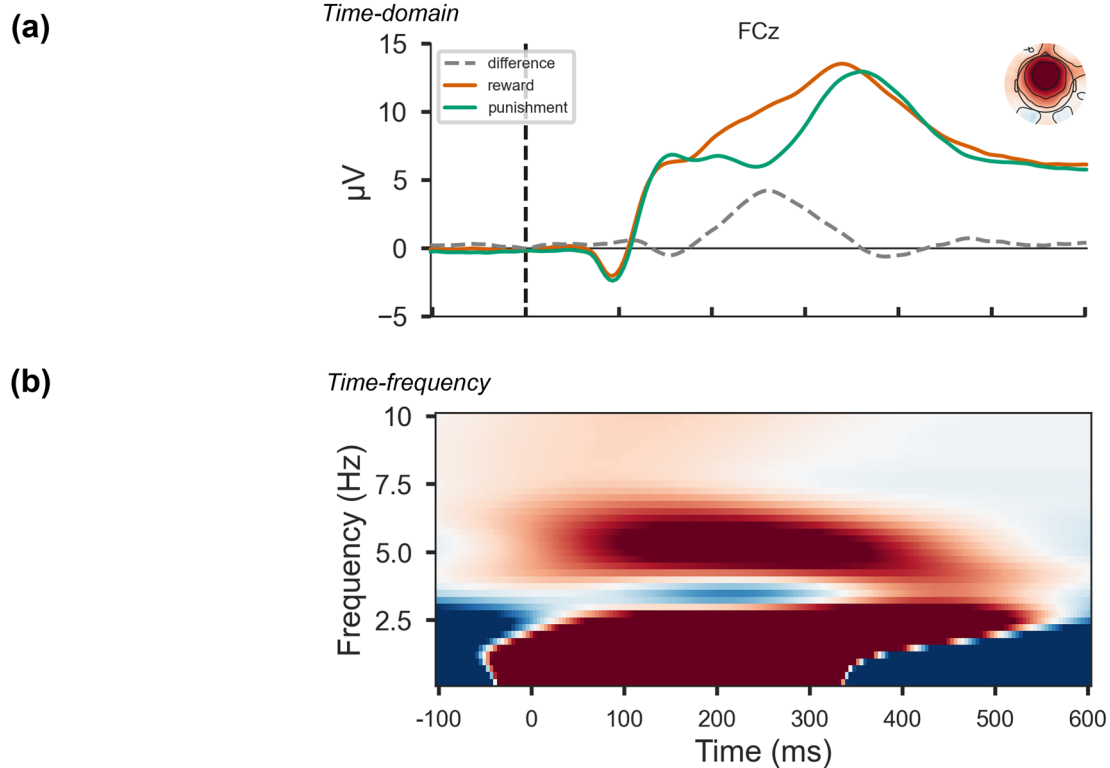 (a)
Time-domain
FCz
15
10
5
0
−5
µV
difference
reward
punishment
(b)
Time-frequency
10
7.5
5.0
2.5
Frequency (Hz)
-100 0 100 200 300 400 500 600
Time (ms)